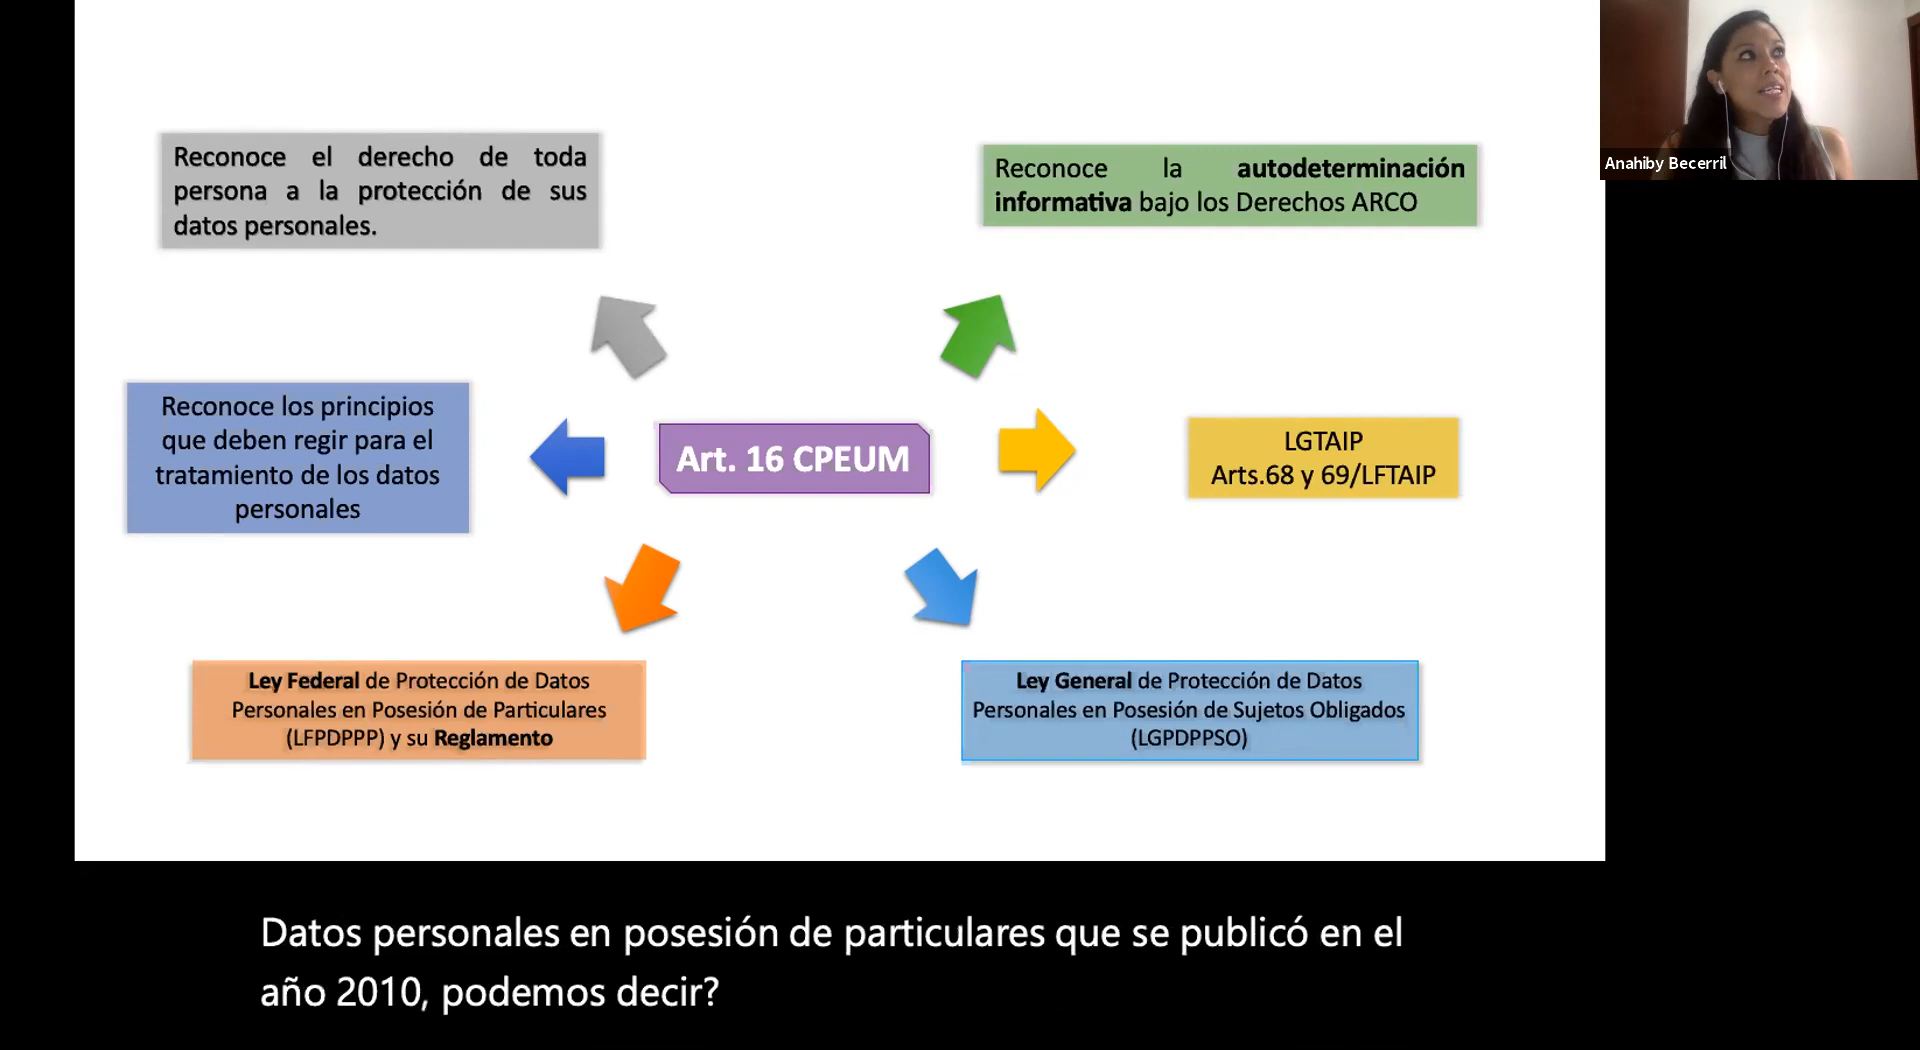 Reconoce el derecho de toda
persona a la protección de sus
datos personales.
Reconoce la autodeterminación
informativa bajo los Derechos ARCO
Anahiby Becerril
Reconoce los principios
que deben regir para el
tratamiento de los datos
personales
Art. 16 CPEUM
LGTAIP
Arts.68 y 69/LFTAIP
Ley Federal de Protección de Datos
Personales en Posesión de Particulares
(LFPDPPP) y su Reglamento
Ley General de Protección de Datos
Personales en Posesión de Sujetos Obligados
(LGPDPPSO)
Datos personales en posesión de particulares que se publicó en el
año 2010, podemos decir?